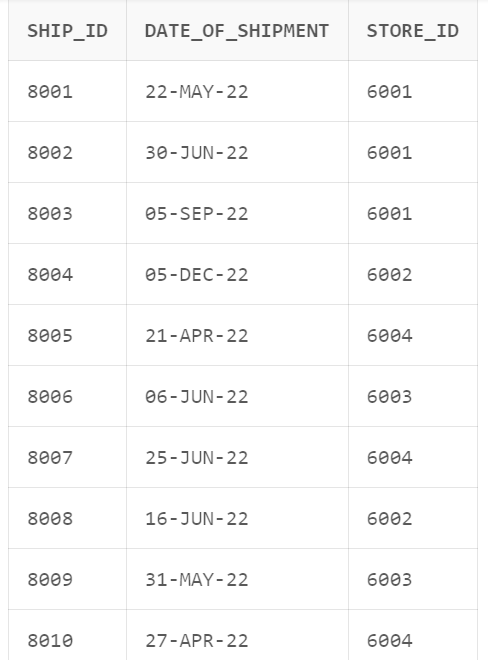 SHIP_ID DATE_OF_SHIPMENT STORE_ID
8001 22-MAY-22 6001
8002 30-JUN-22 6001
8003 05-SEP-22 6001
8004 05-DEC-22 6002
8005 21-APR-22 6004
8006 06-JUN-22 6003
8007 25-JUN-22 6004
8008 16-JUN-22 6002
8009 31-MAY-22 6003
8010 27-APR-22 6004